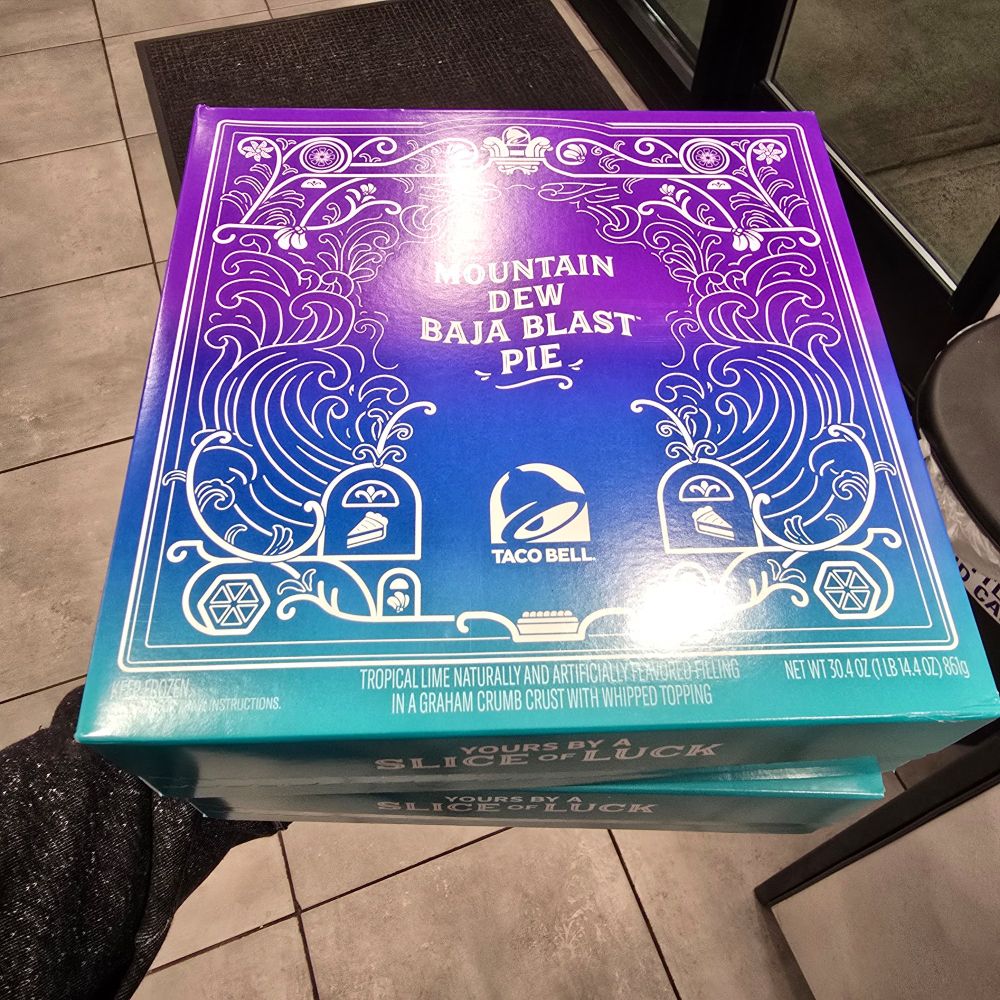 MOUNTAIN
DEW
BAJA BLAST™
PIE
TACO BELL
KEEP FROZEN
INSTRUCTIONS.
TROPICAL LIME NATURALLY AND ARTIFICIALLY FLAVORED FILLING
IN A GRAHAM CRUMB CRUST WITH WHIPPED TOPPING
NET WT 30.4 OZ (1 LB 14.4 OZ) 861g
YOURS BY A
SLICE OF LUCK
YOURS BY A
SLICE OF LUCK